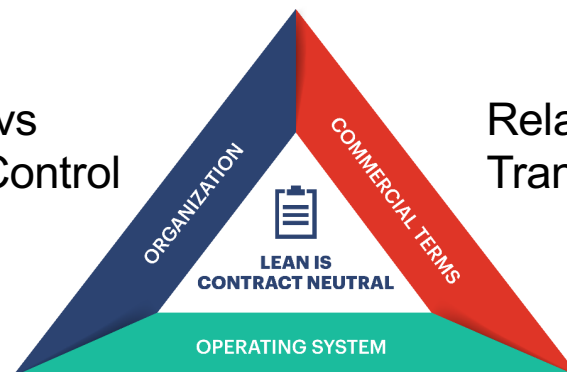 vs
Control
Rela
Tran
ORGANIZATION
COMMERCIAL TERMS
LEAN IS
CONTRACT NEUTRAL
OPERATING SYSTEM